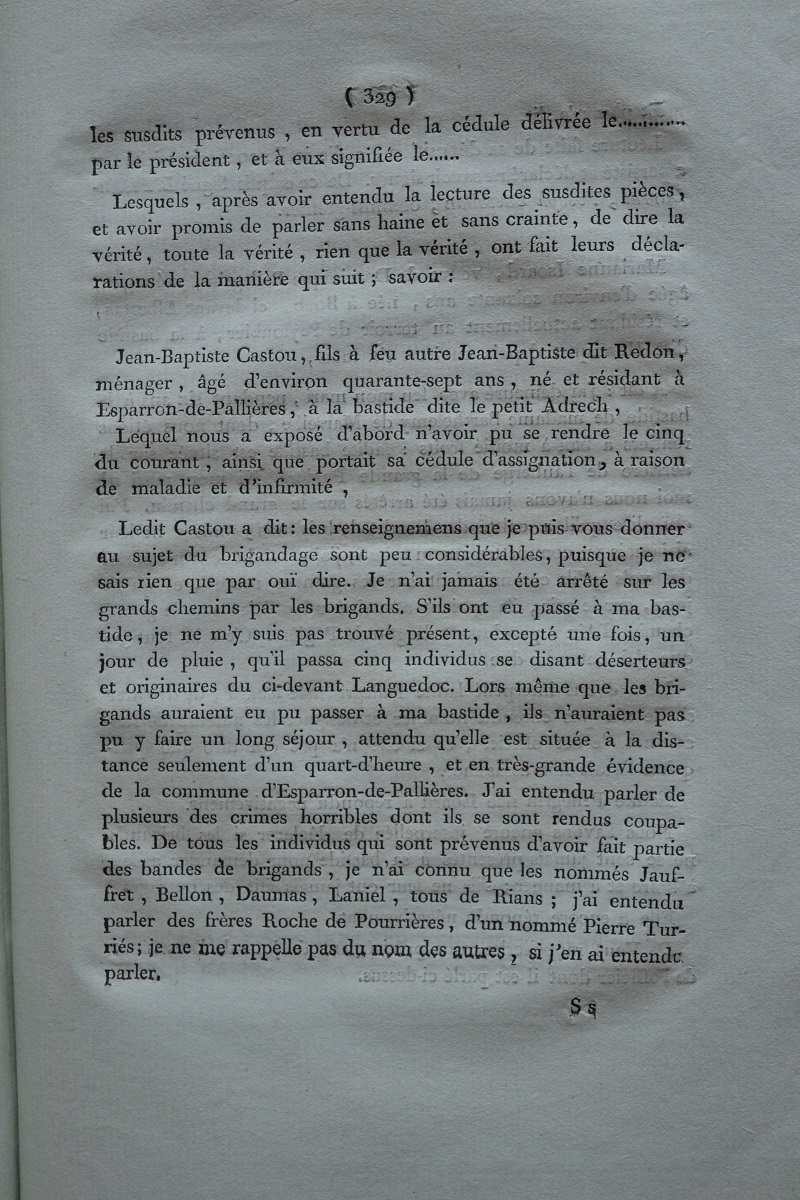 ( 329 )
les susdits prévenus , en vertu de la cédule délivrée le............
par le président , et à eux signifiée le......
Lesquels , après avoir entendu la lecture des susdites pièces,
et avoir promis de parler sans haine et sans crainte , de dire la
vérité , toute la vérité , rien que la vérité , ont fait leurs décla-
rations de la manière qui suit ; savoir :
Jean-Baptiste Castou, fils à feu autre Jean-Baptiste dit Redon,
ménager , âgé d'environ quarante-sept ans , né et résidant à
Esparron-de-Pallières, à la bastide dite le petit Adrech ,
Lequel nous a exposé d'abord n'avoir pu se rendre le cinq
du courant , ainsi que portait sa cédule d'assignation, à raison
de maladie et d'infirmité ,
Ledit Castou a dit: les renseignemens que je puis vous donner
au sujet du brigandage sont peu considérables, puisque je ne
sais rien que par ouï dire. Je n'ai jamais été arrêté sur les
grands chemins par les brigands. S'ils ont eu passé à ma bas-
tide, je ne m'y suis pas trouvé présent, excepté une fois, un
jour de pluie , qu'il passa cinq individus se disant déserteurs
et originaires du ci-devant Languedoc. Lors même que les bri-
gands auraient eu pu passer à ma bastide , ils n'auraient pas
pu y faire un long séjour , attendu qu'elle est située à la dis-
tance seulement d'un quart-d'heure , et en très-grande évidence
de la commune d'Esparron-de-Pallières. J'ai entendu parler de
plusieurs des crimes horribles dont ils se sont rendus coupa-
bles. De tous les individus qui sont prévenus d'avoir fait partie
des bandes de brigands , je n'ai connu que les nommés Jauf-
fret , Bellon , Daumas , Laniel , tous de Rians ; j'ai entendu
parler des frères Roche de Pourrières, d'un nommé Pierre Tur-
riés; je ne me rappelle pas du nom des autres , si j'en ai entendu
parler.
S s